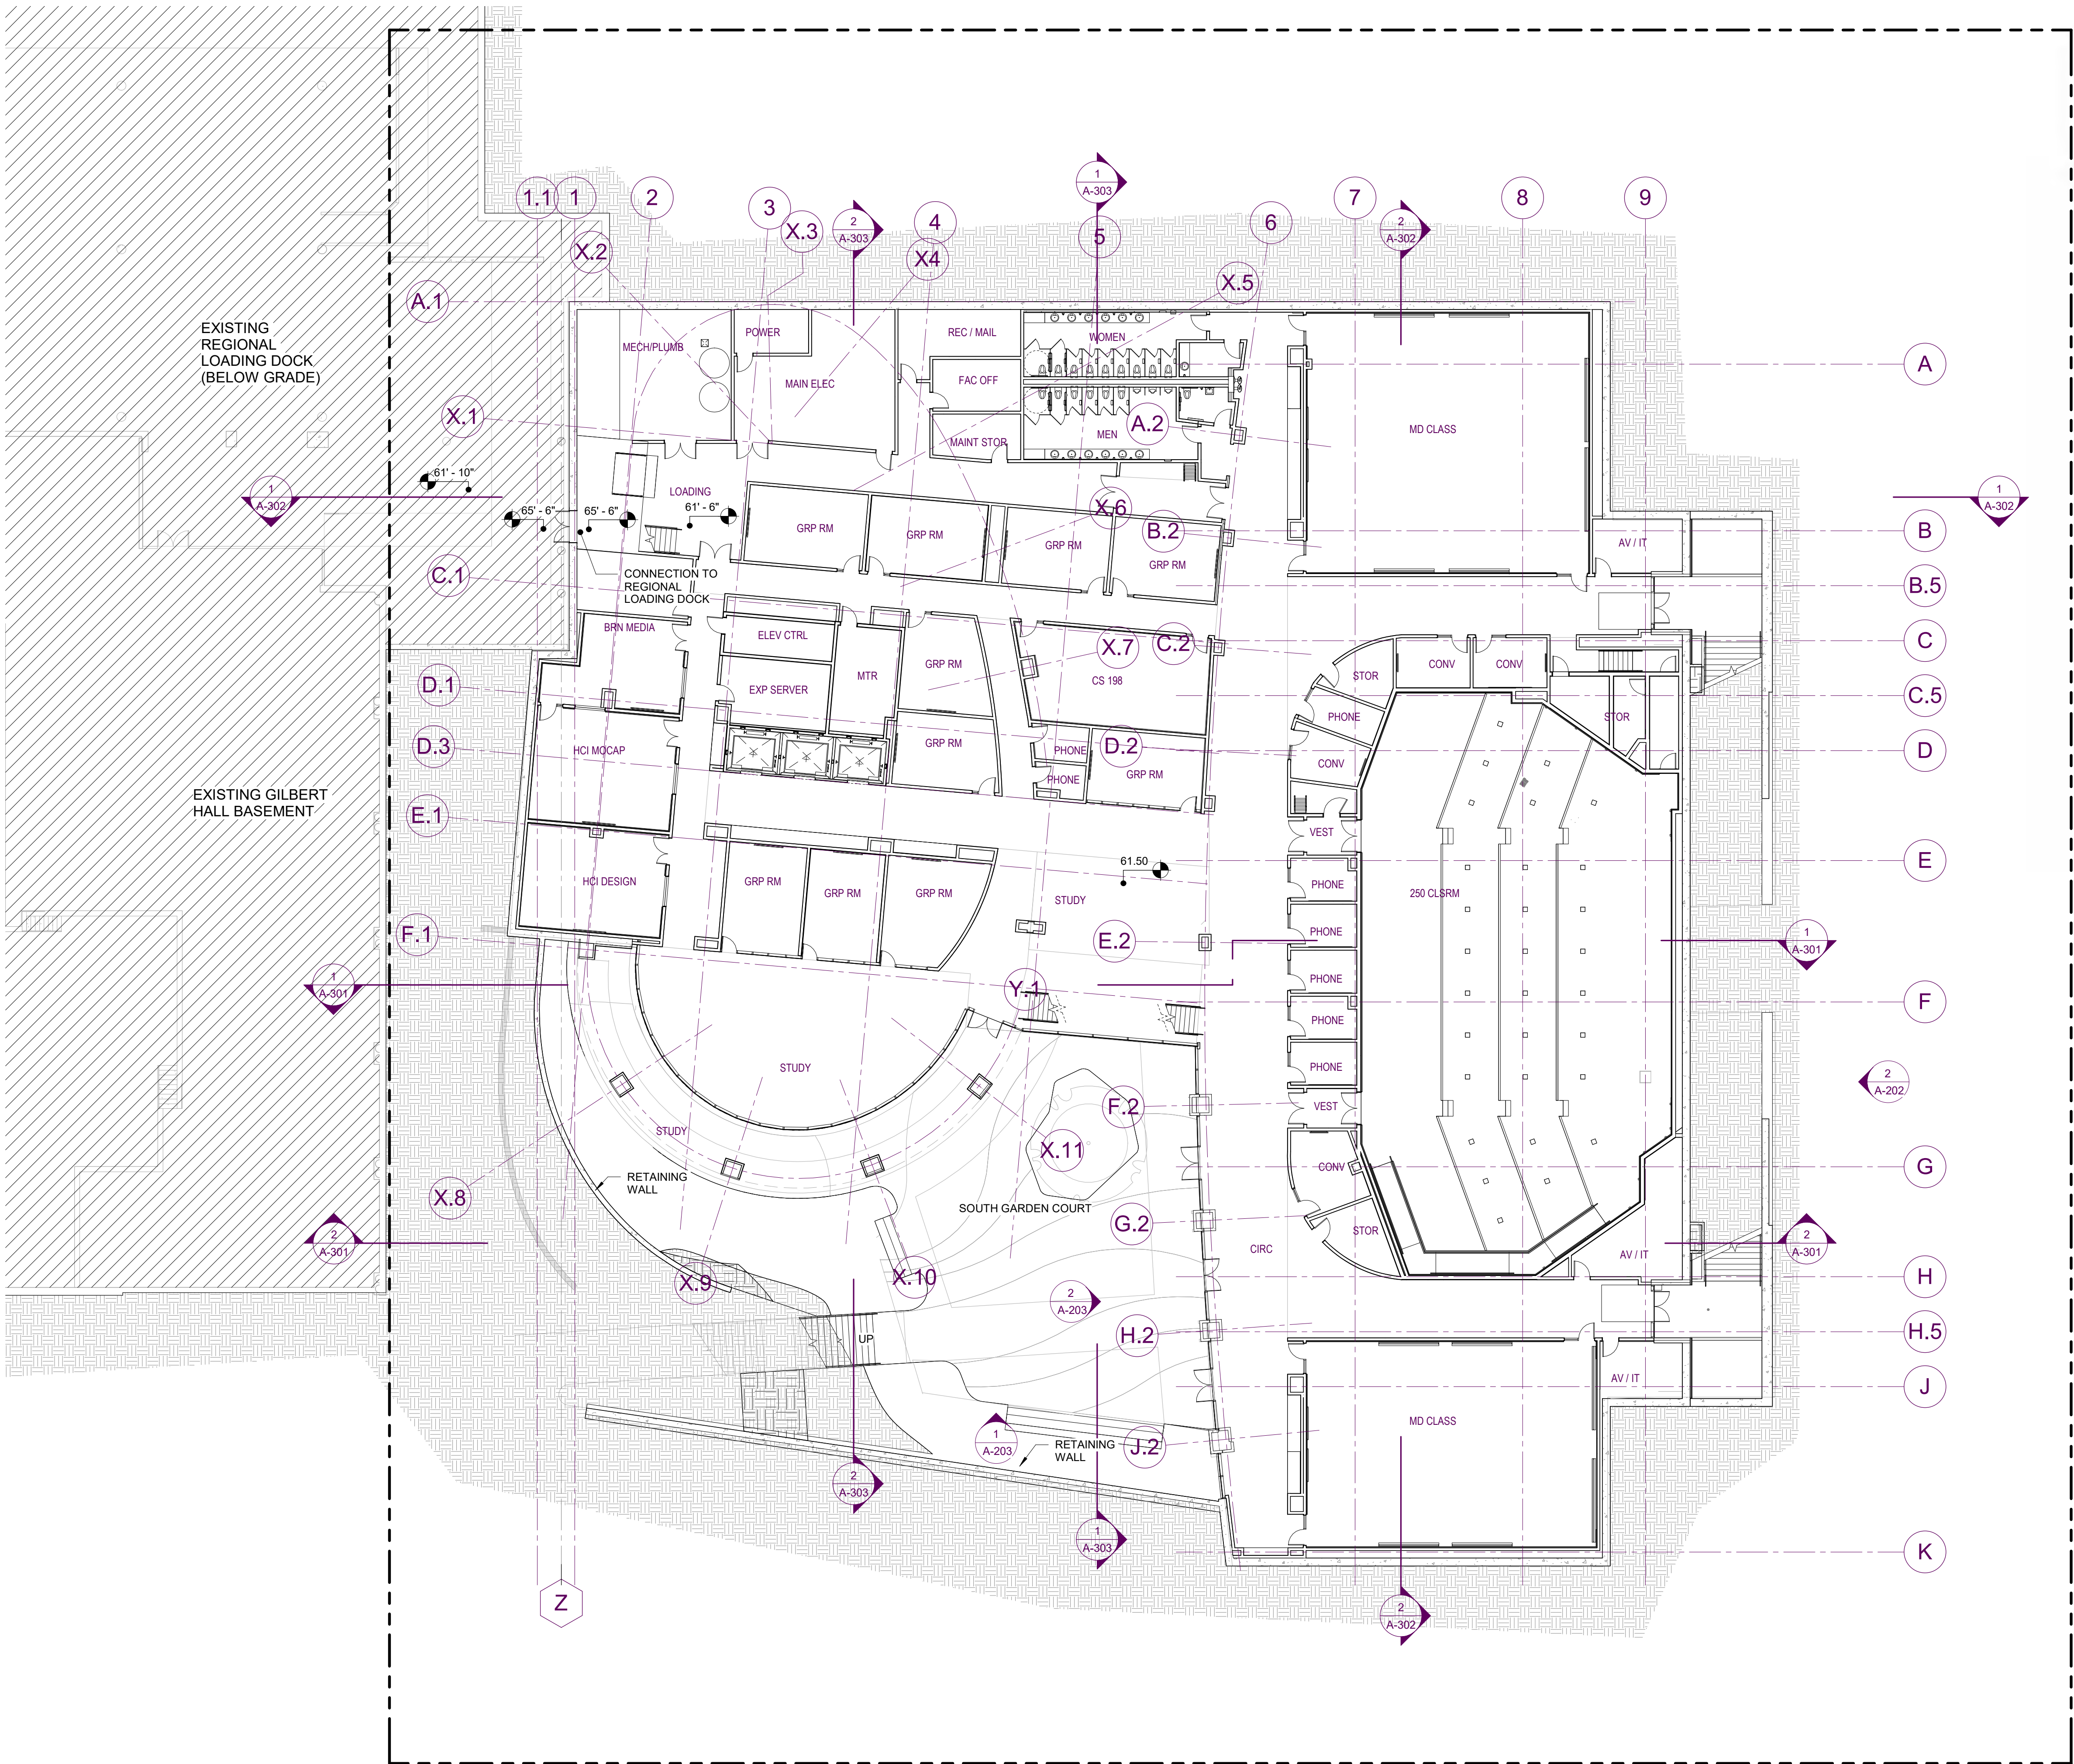 1
A-303
1.1
1
2
3
X.3
2
A-303
4
X4
5
6
7
2
A-302
8
9
X.2
X.5
A.1
EXISTING
REGIONAL
LOADING DOCK
(BELOW GRADE)
MECH/PLUMB
POWER
REC / MAIL
WOMEN
A
MAIN ELEC
FAC OFF
X.1
MAINT STOR
MEN
A.2
MD CLASS
61' - 10"
1
A-302
LOADING
65' - 6"
65' - 6"
61' - 6"
X.6
1
A-302
GRP RM
GRP RM
GRP RM
GRP RM
B.2
AV / IT
B
C.1
CONNECTION TO
REGIONAL
LOADING DOCK
B.5
BRN MEDIA
ELEV CTRL
X.7
C.2
C
GRP RM
CONV
CONV
D.1
EXP SERVER
MTR
CS 198
STOR
C.5
PHONE
STOR
D.3
HCI MOCAP
GRP RM
PHONE
D.2
D
CONV
PHONE
GRP RM
EXISTING GILBERT
HALL BASEMENT
E.1
VEST
61.50
E
HCI DESIGN
GRP RM
GRP RM
GRP RM
STUDY
PHONE
250 CLSRM
F.1
E.2
PHONE
1
A-301
1
A-301
Y.1
PHONE
F
PHONE
STUDY
PHONE
2
A-202
F.2
VEST
STUDY
X.11
CONV
G
RETAINING
WALL
X.8
SOUTH GARDEN COURT
G.2
STOR
2
A-301
CIRC
AV / IT
2
A-301
X.9
X.10
H
2
A-203
UP
H.2
H.5
AV / IT
J
MD CLASS
1
A-203
RETAINING
WALL
J.2
2
A-303
1
A-303
K
Z
2
A-302